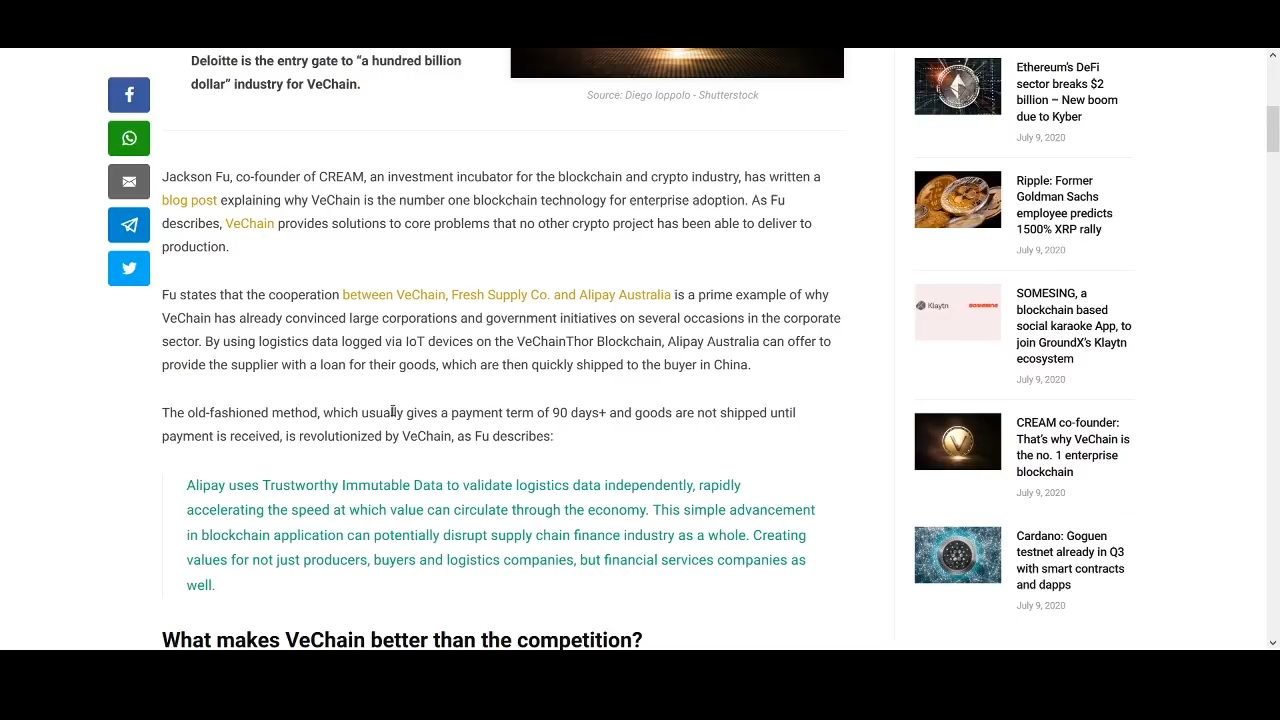 Deloitte is the entry gate to “a hundred billion
dollar” industry for VeChain.
Source: Diego Ioppolo - Shutterstock
Jackson Fu, co-founder of CREAM, an investment incubator for the blockchain and crypto industry, has written a
blog post explaining why VeChain is the number one blockchain technology for enterprise adoption. As Fu
describes, VeChain provides solutions to core problems that no other crypto project has been able to deliver to
production.
Fu states that the cooperation between VeChain, Fresh Supply Co. and Alipay Australia is a prime example of why
VeChain has already convinced large corporations and government initiatives on several occasions in the corporate
sector. By using logistics data logged via IoT devices on the VeChainThor Blockchain, Alipay Australia can offer to
provide the supplier with a loan for their goods, which are then quickly shipped to the buyer in China.
The old-fashioned method, which usually gives a payment term of 90 days+ and goods are not shipped until
payment is received, is revolutionized by VeChain, as Fu describes:
Alipay uses Trustworthy Immutable Data to validate logistics data independently, rapidly
accelerating the speed at which value can circulate through the economy. This simple advancement
in blockchain application can potentially disrupt supply chain finance industry as a whole. Creating
values for not just producers, buyers and logistics companies, but financial services companies as
well.
What makes VeChain better than the competition?
Ethereum’s DeFi
sector breaks $2
billion – New boom
due to Kyber
July 9, 2020
Ripple: Former
Goldman Sachs
employee predicts
1500% XRP rally
July 9, 2020
Klaytn SOMESING
SOMESING, a
blockchain based
social karaoke App, to
join GroundX’s Klaytn
ecosystem
July 9, 2020
CREAM co-founder:
That’s why VeChain is
the no. 1 enterprise
blockchain
July 9, 2020
Cardano: Goguen
testnet already in Q3
with smart contracts
and dapps
July 9, 2020